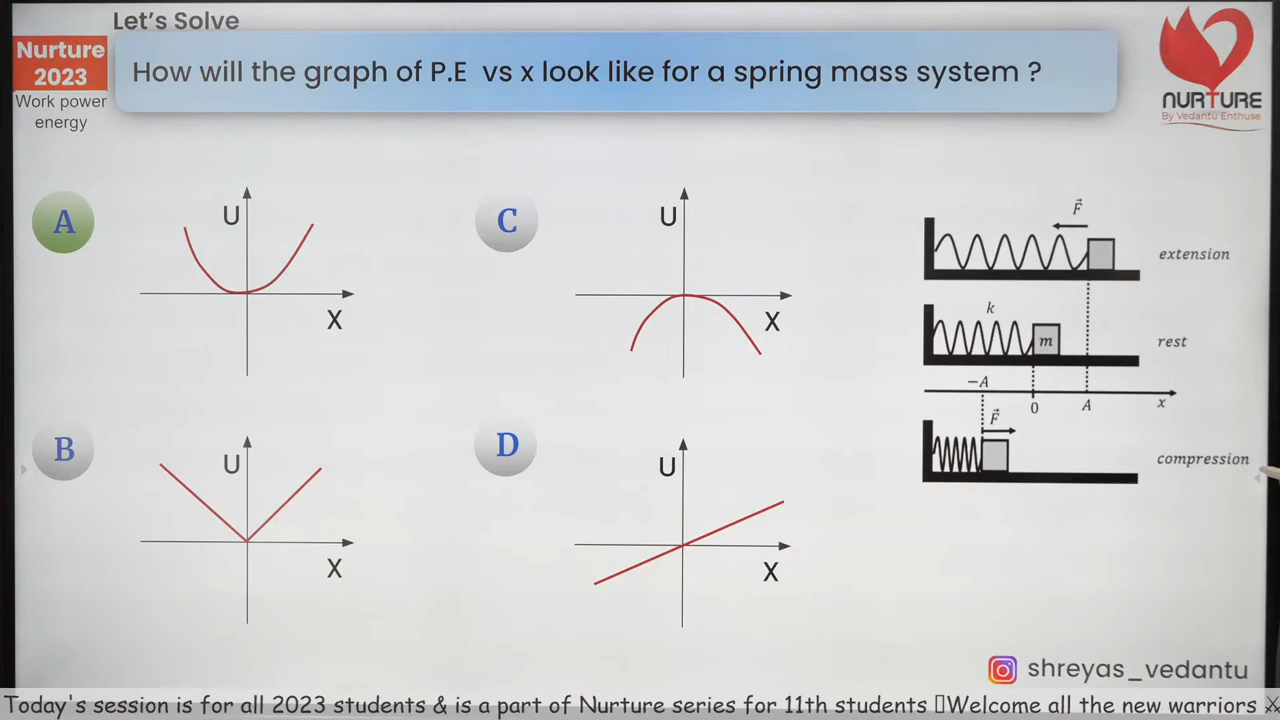 Let's Solve
Nurture
2023
Work power
energy
How will the graph of P.E vs x look like for a spring mass system ?
NURTURE
By Vedantu Enthuse
A
U
X
C
U
X
B
U
X
D
U
X
F
extension
k
m
rest
-A
0
A
x
F
compression
shreyas_vedantu
Today's session is for all 2023 students & is a part of Nurture series for 11th students Welcome all the new warriors